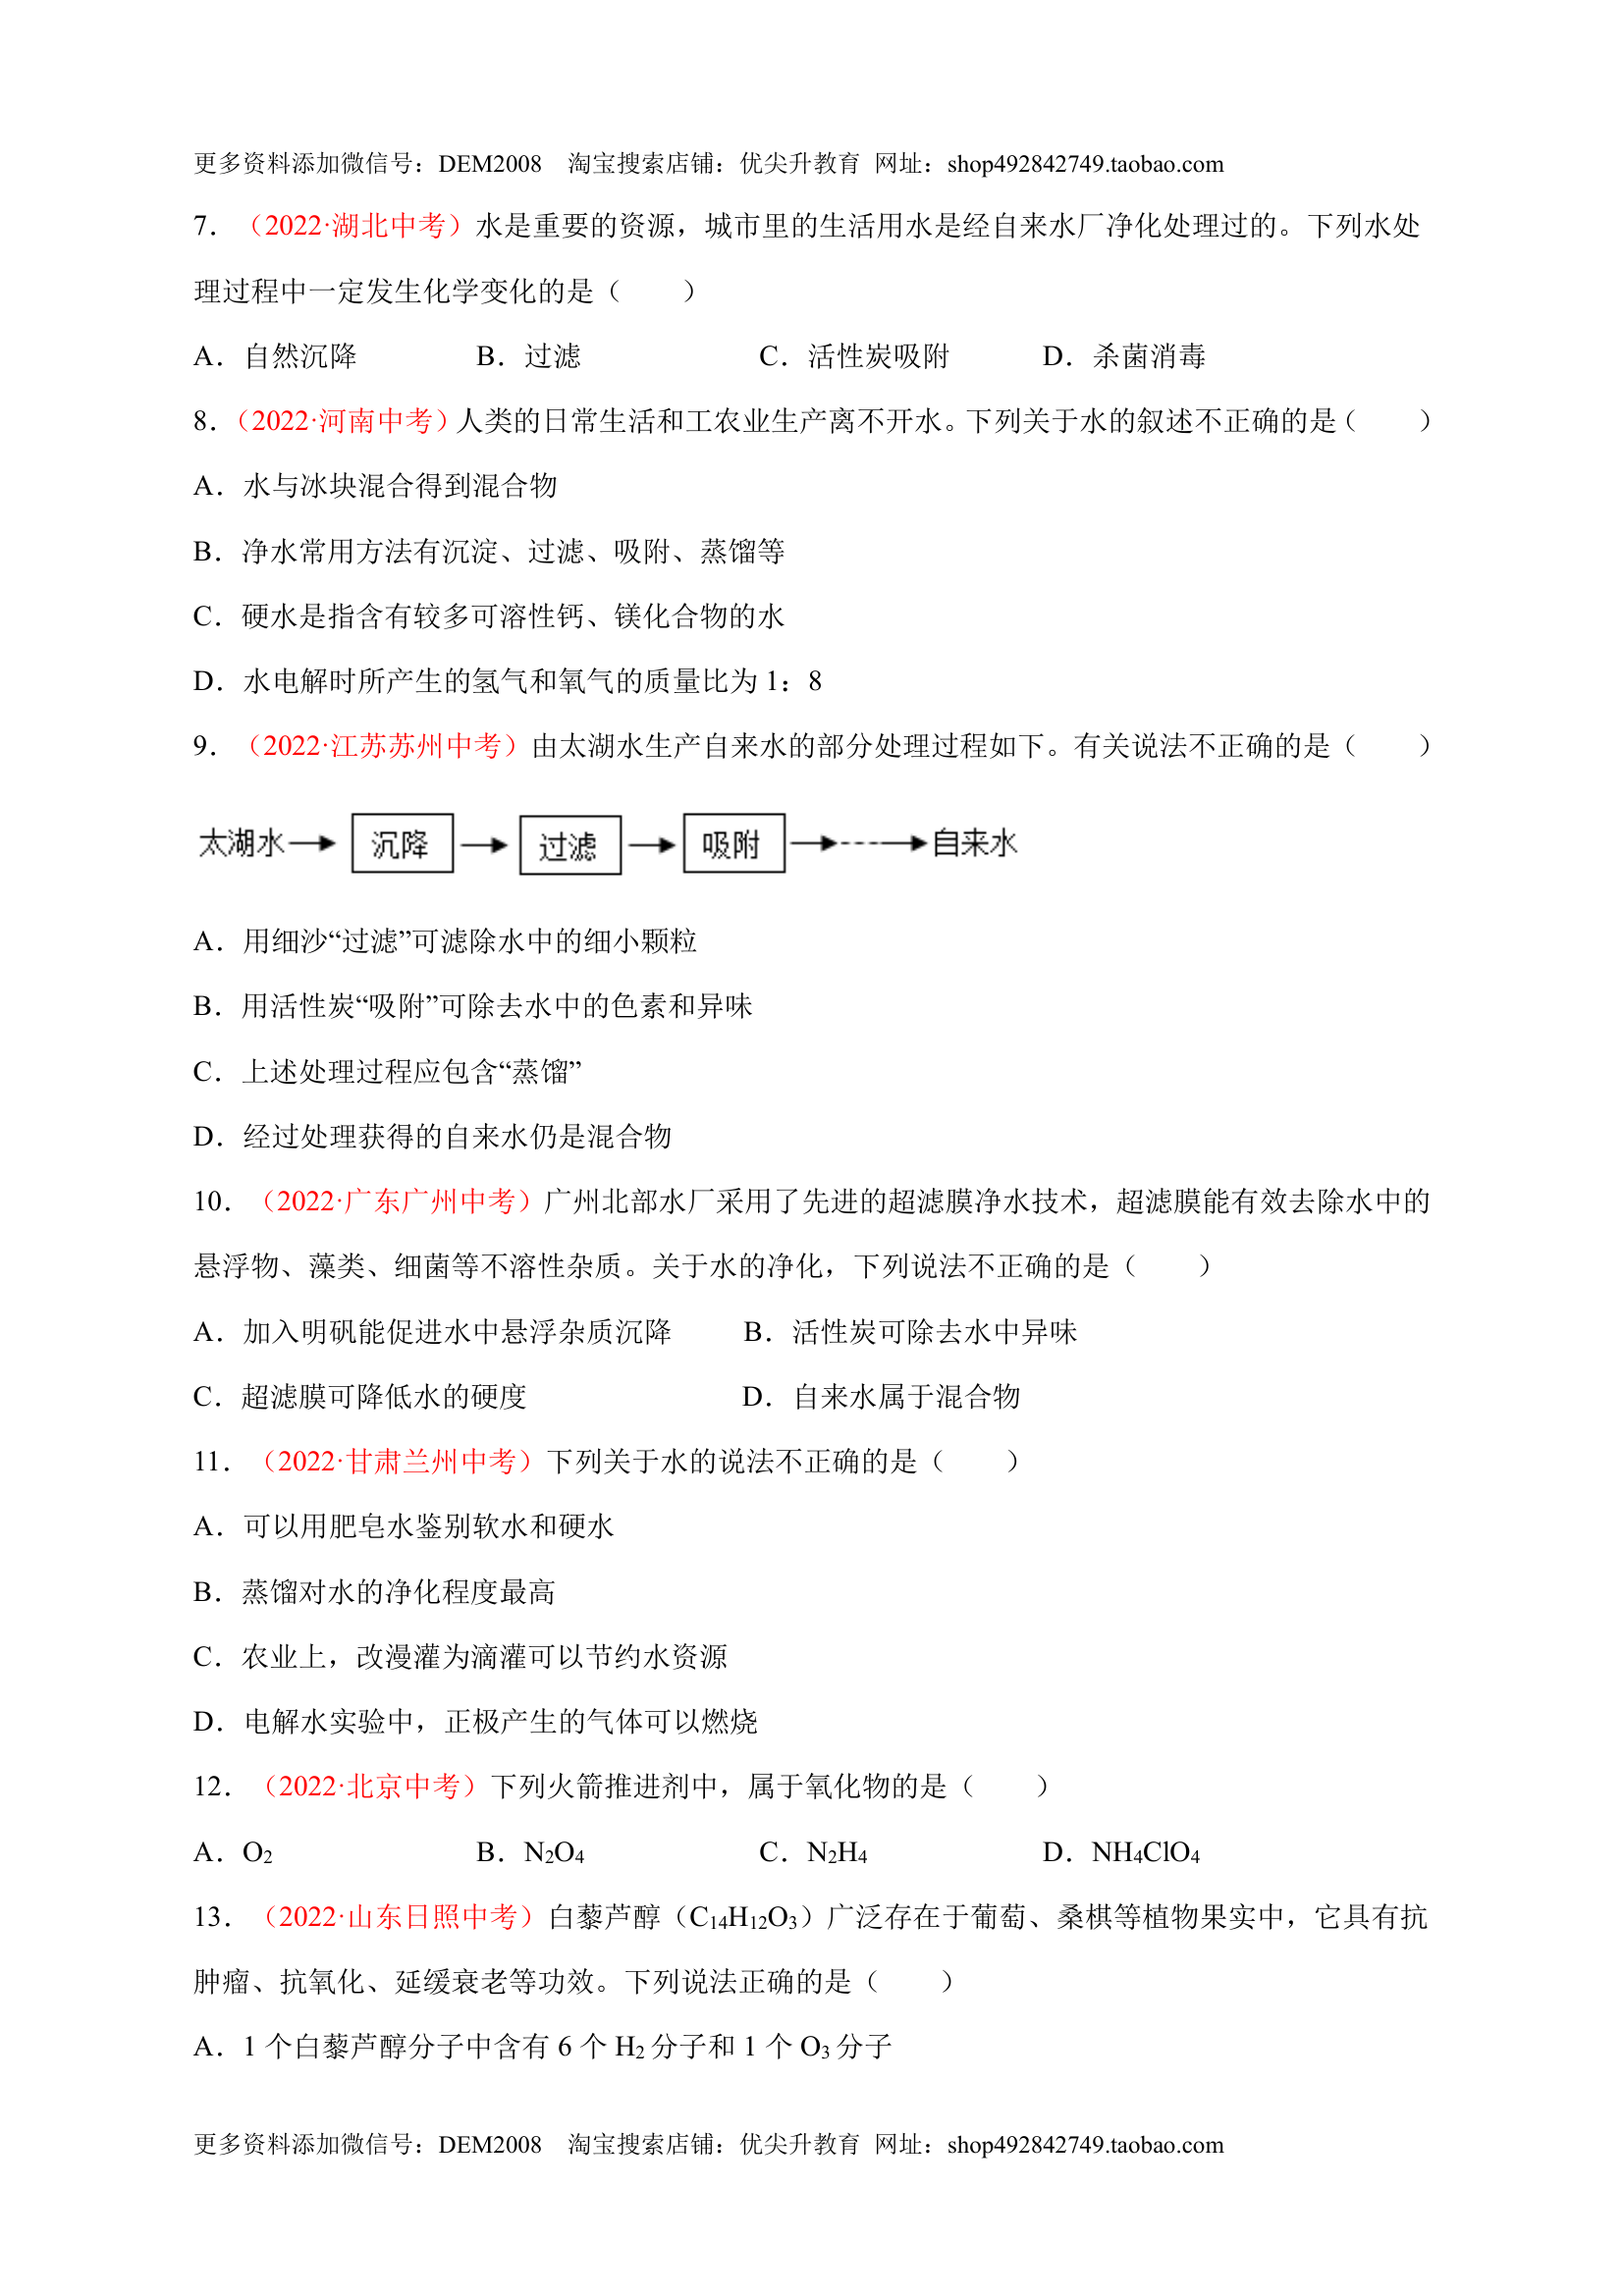 更多资料添加微信号：DEM2008 淘宝搜索店铺：优尖升教育 网址：shop492842749.taobao.com
7．（2022·湖北中考）水是重要的资源，城市里的生活用水是经自来水厂净化处理过的。下列水处
理过程中一定发生化学变化的是（　　）
A．自然沉降 B．过滤 C．活性炭吸附 D．杀菌消毒
8．（2022·河南中考）人类的日常生活和工农业生产离不开水。下列关于水的叙述不正确的是（　　）
A．水与冰块混合得到混合物
B．净水常用方法有沉淀、过滤、吸附、蒸馏等
C．硬水是指含有较多可溶性钙、镁化合物的水
D．水电解时所产生的氢气和氧气的质量比为 1：8
9．（2022·江苏苏州中考）由太湖水生产自来水的部分处理过程如下。有关说法不正确的是（　　）
太湖水 沉降 过滤 吸附 自来水
A．用细沙“过滤”可滤除水中的细小颗粒
B．用活性炭“吸附”可除去水中的色素和异味
C．上述处理过程应包含“蒸馏”
D．经过处理获得的自来水仍是混合物
10．（2022·广东广州中考）广州北部水厂采用了先进的超滤膜净水技术，超滤膜能有效去除水中的
悬浮物、藻类、细菌等不溶性杂质。关于水的净化，下列说法不正确的是（　　）
A．加入明矾能促进水中悬浮杂质沉降 B．活性炭可除去水中异味
C．超滤膜可降低水的硬度 D．自来水属于混合物
11．（2022·甘肃兰州中考）下列关于水的说法不正确的是（　　）
A．可以用肥皂水鉴别软水和硬水
B．蒸馏对水的净化程度最高
C．农业上，改漫灌为滴灌可以节约水资源
D．电解水实验中，正极产生的气体可以燃烧
12．（2022·北京中考）下列火箭推进剂中，属于氧化物的是（　　）
A．O₂ B．N₂O₄ C．N₂H₄ D．NH₄ClO₄
13．（2022·山东日照中考）白藜芦醇（C₁₄H₁₂O₃）广泛存在于葡萄、桑椹等植物果实中，它具有抗
肿瘤、抗氧化、延缓衰老等功效。下列说法正确的是（　　）
A．1 个白藜芦醇分子中含有 6 个 H₂ 分子和 1 个 O₃ 分子
更多资料添加微信号：DEM2008 淘宝搜索店铺：优尖升教育 网址：shop492842749.taobao.com